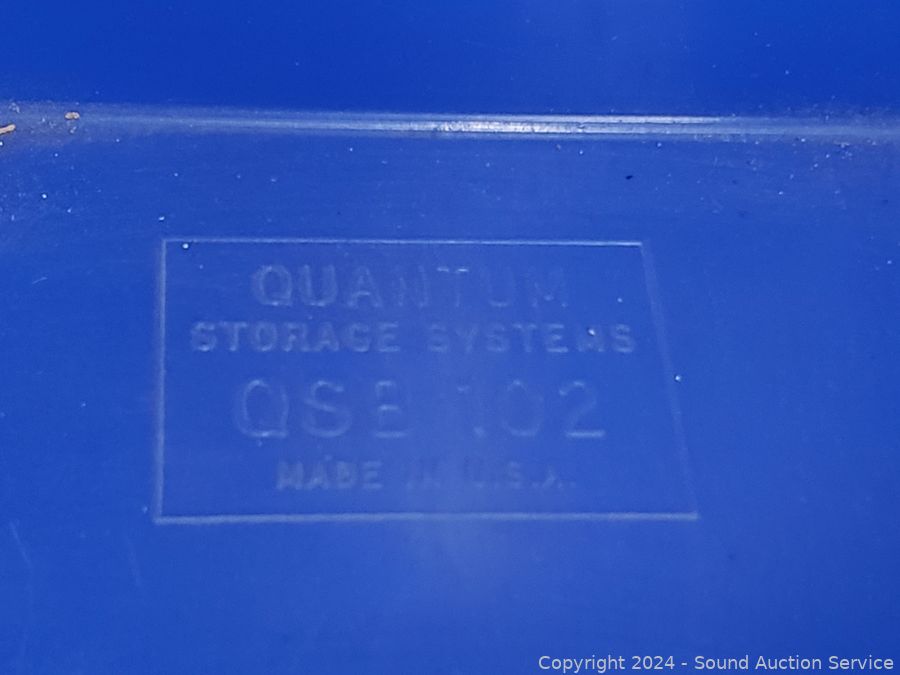 QUANTUM
STORAGE SYSTEMS
QSB 102
MADE IN U.S.A.
Copyright © 2024 - Sound Auction Service